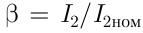 β = I₂/I₂ном